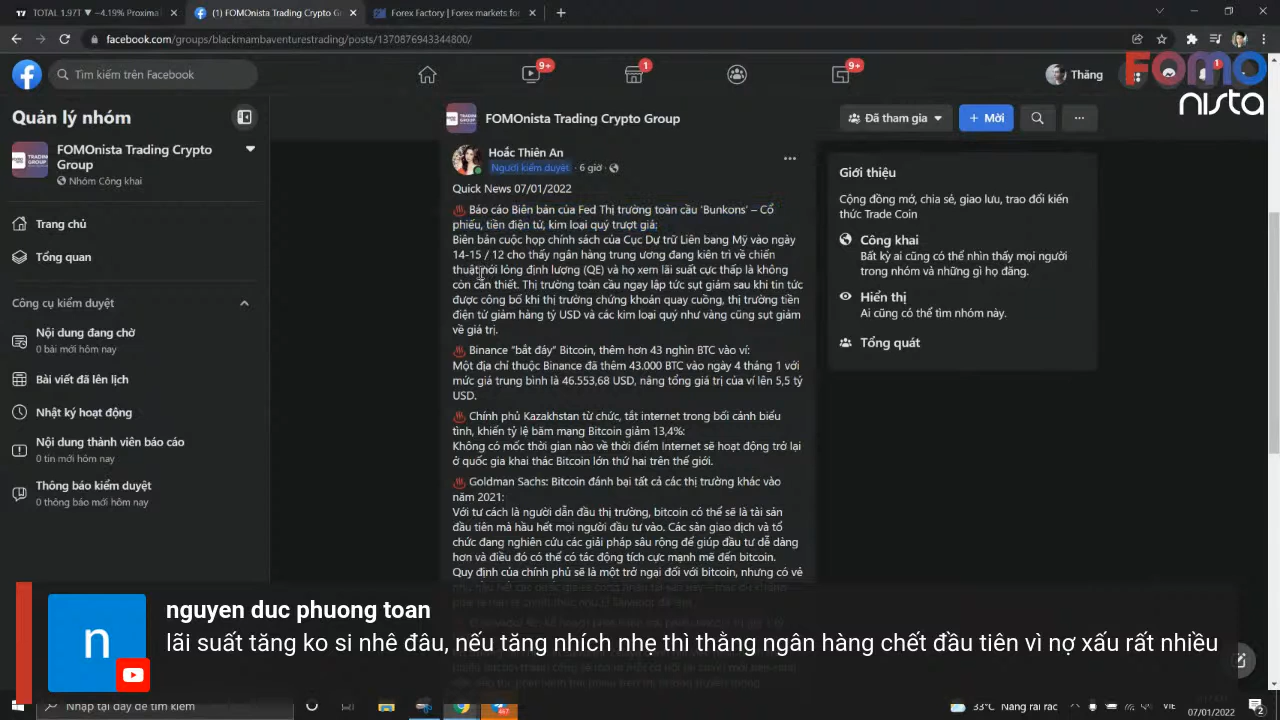 TOTAL 1.97T ▼ −4.19% Proxima
(1) FOMOnista Trading Crypto Gr
Forex Factory | Forex markets for
facebook.com/groups/blackmambaventurestrading/posts/1370876943344800/
Tìm kiếm trên Facebook
9+
1
9+
Thăng
1
FOMO
nista
Quản lý nhóm
FOMOnista Trading Crypto
Group
Nhóm Công khai
Trang chủ
Tổng quan
Công cụ kiểm duyệt
Nội dung đang chờ
0 bài mới hôm nay
Bài viết đã lên lịch
Nhật ký hoạt động
Nội dung thành viên báo cáo
0 tin mới hôm nay
Thông báo kiểm duyệt
0 thông báo mới hôm nay
FOMOnista Trading Crypto Group
Đã tham gia
+ Mời
Hoắc Thiên An
Người kiểm duyệt · 6 giờ ·
Quick News 07/01/2022
Báo cáo Biên bản của Fed Thị trường toàn cầu 'Bunkons' – Cổ
phiếu, tiền điện tử, kim loại quý trượt giá:
Biên bản cuộc họp chính sách của Cục Dự trữ Liên bang Mỹ vào ngày
14-15 / 12 cho thấy ngân hàng trung ương đang kiên trì về chiến
thuật nới lỏng định lượng (QE) và họ xem lãi suất cực thấp là không
còn cần thiết. Thị trường toàn cầu ngay lập tức sụt giảm sau khi tin tức
được công bố khi thị trường chứng khoán quay cuồng, thị trường tiền
điện tử giảm hàng tỷ USD và các kim loại quý như vàng cũng sụt giảm
về giá trị.
Binance "bắt đáy" Bitcoin, thêm hơn 43 nghìn BTC vào ví:
Một địa chỉ thuộc Binance đã thêm 43.000 BTC vào ngày 4 tháng 1 với
mức giá trung bình là 46.553,68 USD, nâng tổng giá trị của ví lên 5,5 tỷ
USD.
Chính phủ Kazakhstan từ chức, tắt internet trong bối cảnh biểu
tình, khiến tỷ lệ băm mạng Bitcoin giảm 13,4%:
Không có mốc thời gian nào về thời điểm Internet sẽ hoạt động trở lại
ở quốc gia khai thác Bitcoin lớn thứ hai trên thế giới.
Goldman Sachs: Bitcoin đánh bại tất cả các thị trường khác vào
năm 2021:
Với tư cách là người dẫn đầu thị trường, bitcoin có thể sẽ là tài sản
đầu tiên mà hầu hết mọi người đầu tư vào. Các sàn giao dịch và tổ
chức đang nghiên cứu các giải pháp sâu rộng để giúp đầu tư dễ dàng
hơn và điều đó có thể có tác động tích cực mạnh mẽ đến bitcoin.
Quy định của chính phủ sẽ là một trở ngại đối với bitcoin, nhưng có vẻ
Giới thiệu
Cộng đồng mở, chia sẻ, giao lưu, trao đổi kiến
thức Trade Coin
Công khai
Bất kỳ ai cũng có thể nhìn thấy mọi người
trong nhóm và những gì họ đăng.
Hiển thị
Ai cũng có thể tìm nhóm này.
Tổng quát
n
nguyen duc phuong toan
lãi suất tăng ko si nhê đâu, nếu tăng nhích nhẹ thì thằng ngân hàng chết đầu tiên vì nợ xấu rất nhiều
Nhập tại đây để tìm kiếm
467
33°C Nắng rải rác
VIE
07/01/2022
2